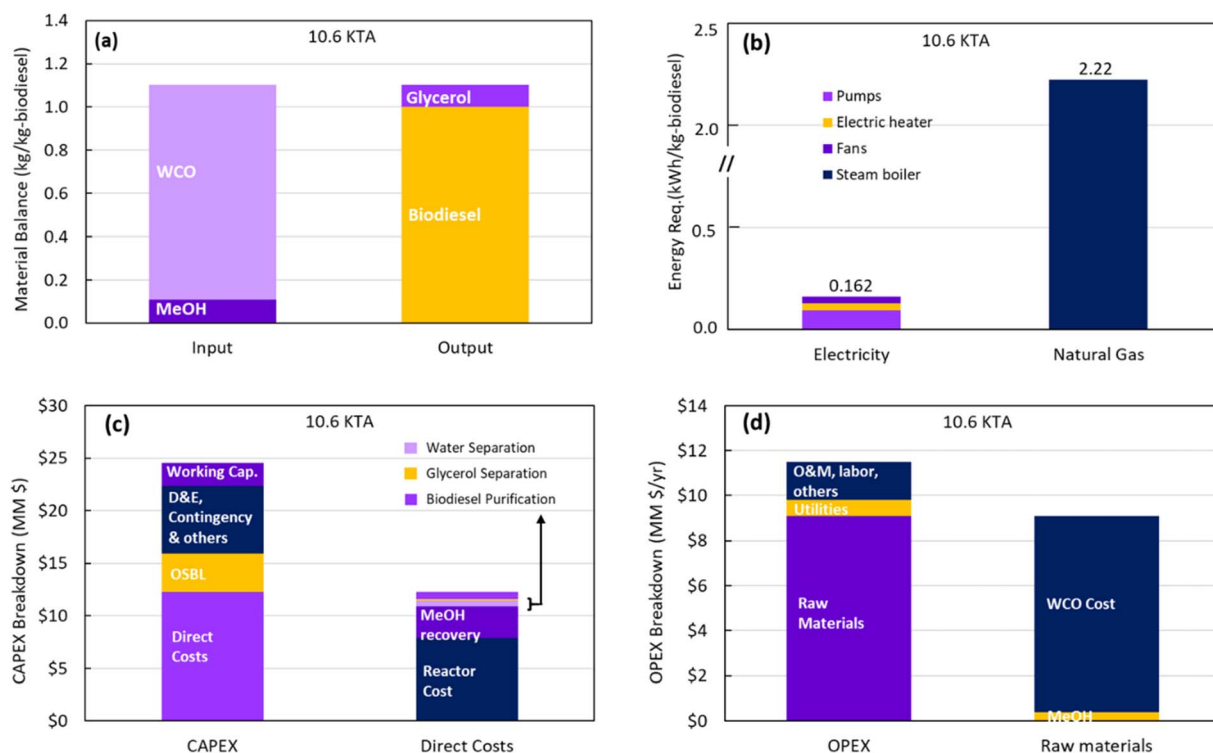 (a)
10.6 KTA
Material Balance (kg/kg-biodiesel)
1.4
1.2
1.0
0.8
0.6
0.4
0.2
0.0
WCO
MeOH
Glycerol
Biodiesel
Input
Output
(b)
10.6 KTA
Energy Req.(kWh/kg-biodiesel)
2.5
2.0
//
0.5
0.0
Pumps
Electric heater
Fans
Steam boiler
0.162
2.22
Electricity
Natural Gas
(c)
10.6 KTA
CAPEX Breakdown (MM $)
$30
$25
$20
$15
$10
$5
$0
Working Cap.
D&E,
Contingency
& others
OSBL
Direct
Costs
Water Separation
Glycerol Separation
Biodiesel Purification
MeOH
recovery
Reactor
Cost
CAPEX
Direct Costs
(d)
10.6 KTA
OPEX Breakdown (MM $/yr)
$14
$12
$10
$8
$6
$4
$2
$0
O&M, labor,
others
Utilities
Raw
Materials
WCO Cost
MeOH
OPEX
Raw materials